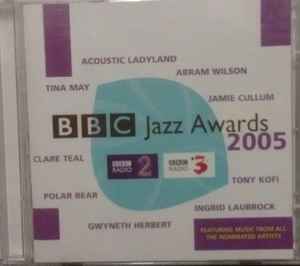 ACOUSTIC LADYLAND
ABRAM WILSON
TINA MAY
JAMIE CULLUM
BBC Jazz Awards
2005
CLARE TEAL
BBC RADIO 2
BBC RADIO 3
TONY KOFI
POLAR BEAR
INGRID LAUBROCK
GWYNETH HERBERT
FEATURING MUSIC FROM ALL
THE NOMINATED ARTISTS